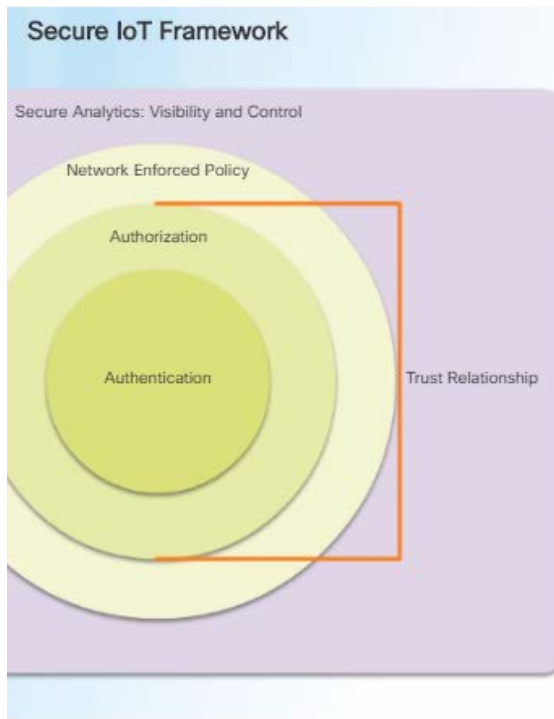 Secure IoT Framework
Secure Analytics: Visibility and Control
Network Enforced Policy
Authorization
Authentication
Trust Relationship